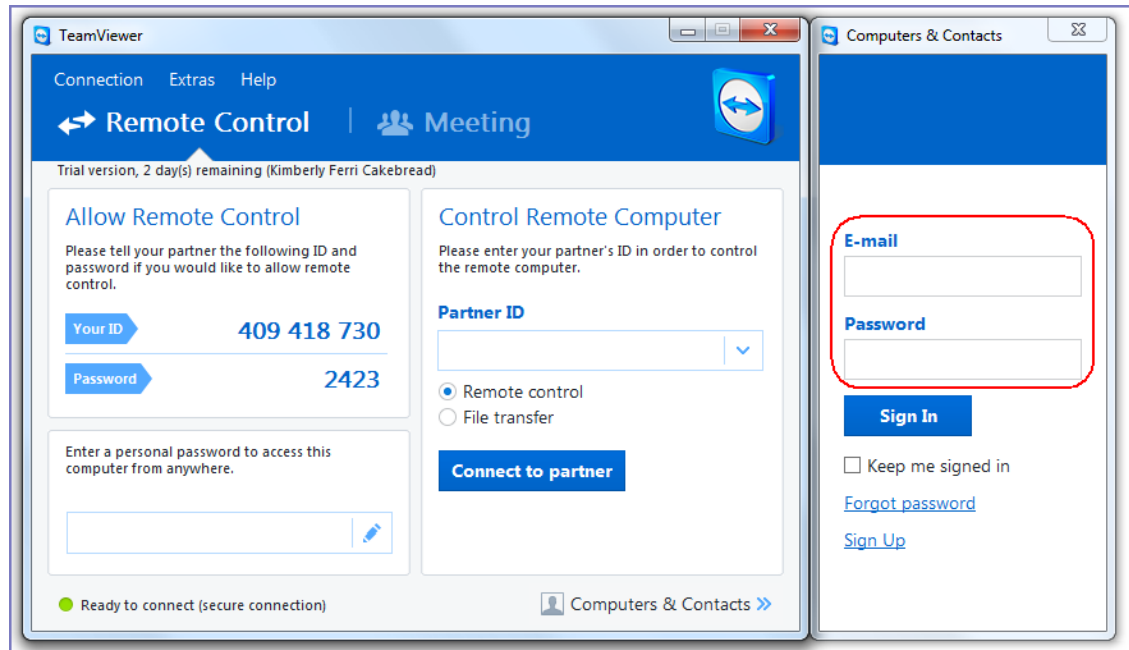 TeamViewer
Connection Extras Help
Remote Control
Meeting
Trial version, 2 day(s) remaining (Kimberly Ferri Cakebread)
Allow Remote Control
Please tell your partner the following ID and
password if you would like to allow remote
control.
Your ID
409 418 730
Password
2423
Enter a personal password to access this
computer from anywhere.
Control Remote Computer
Please enter your partner's ID in order to control
the remote computer.
Partner ID
Remote control
File transfer
Connect to partner
Ready to connect (secure connection)
Computers & Contacts
Computers & Contacts
E-mail
Password
Sign In
Keep me signed in
Forgot password
Sign Up